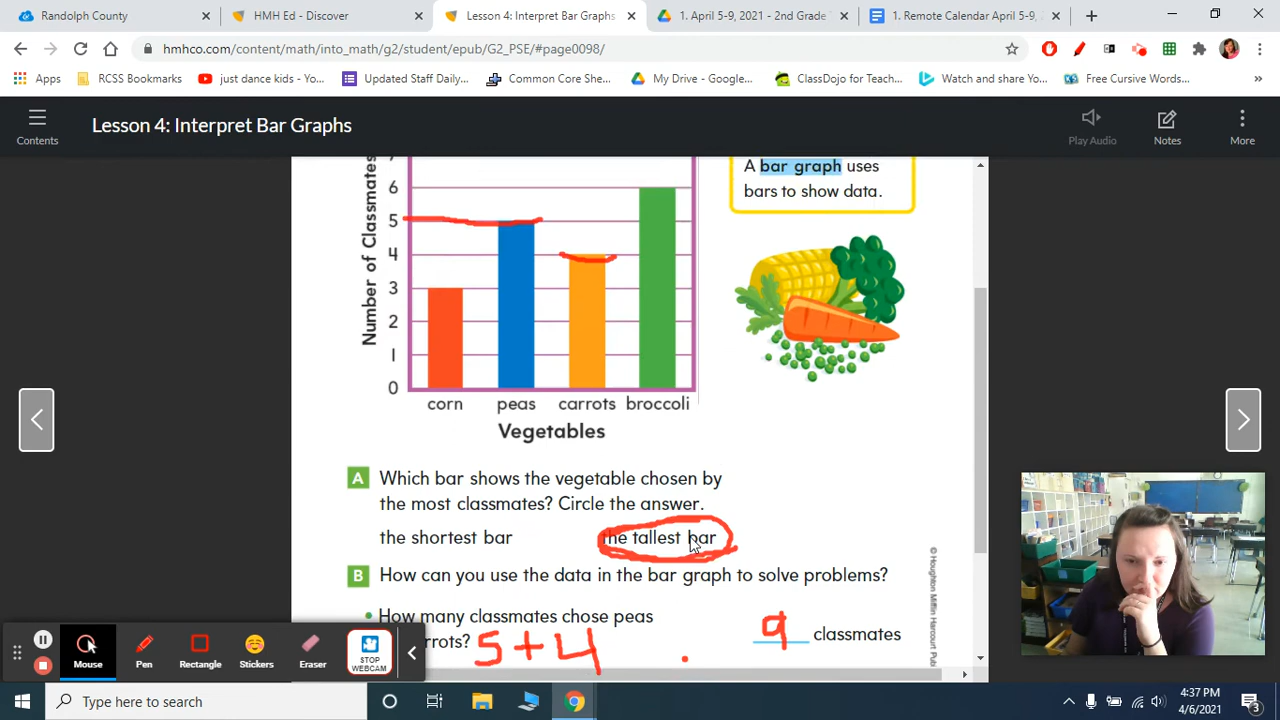 Randolph County
HMH Ed - Discover
Lesson 4: Interpret Bar Graphs
1. April 5-9, 2021 - 2nd Grade
1. Remote Calendar April 5-9,
hmhco.com/content/math/into_math/g2/student/epub/G2_PSE/#page0098/
Apps
RCSS Bookmarks
just dance kids - Yo...
Updated Staff Daily...
Common Core She...
My Drive - Google...
ClassDojo for Teach...
Watch and share Yo...
Free Cursive Words...
Contents
Lesson 4: Interpret Bar Graphs
Play Audio
Notes
More
A bar graph uses
bars to show data.
Number of Classmates
6
5
4
3
2
1
0
corn peas carrots broccoli
Vegetables
A Which bar shows the vegetable chosen by
the most classmates? Circle the answer.
the shortest bar the tallest bar
B How can you use the data in the bar graph to solve problems?
• How many classmates chose peas
rrots? 5+4 9 classmates
© Houghton Mifflin Harcourt Publ
Mouse
Pen
Rectangle
Stickers
Eraser
STOP
WEBCAM
Type here to search
4:37 PM
4/6/2021
3